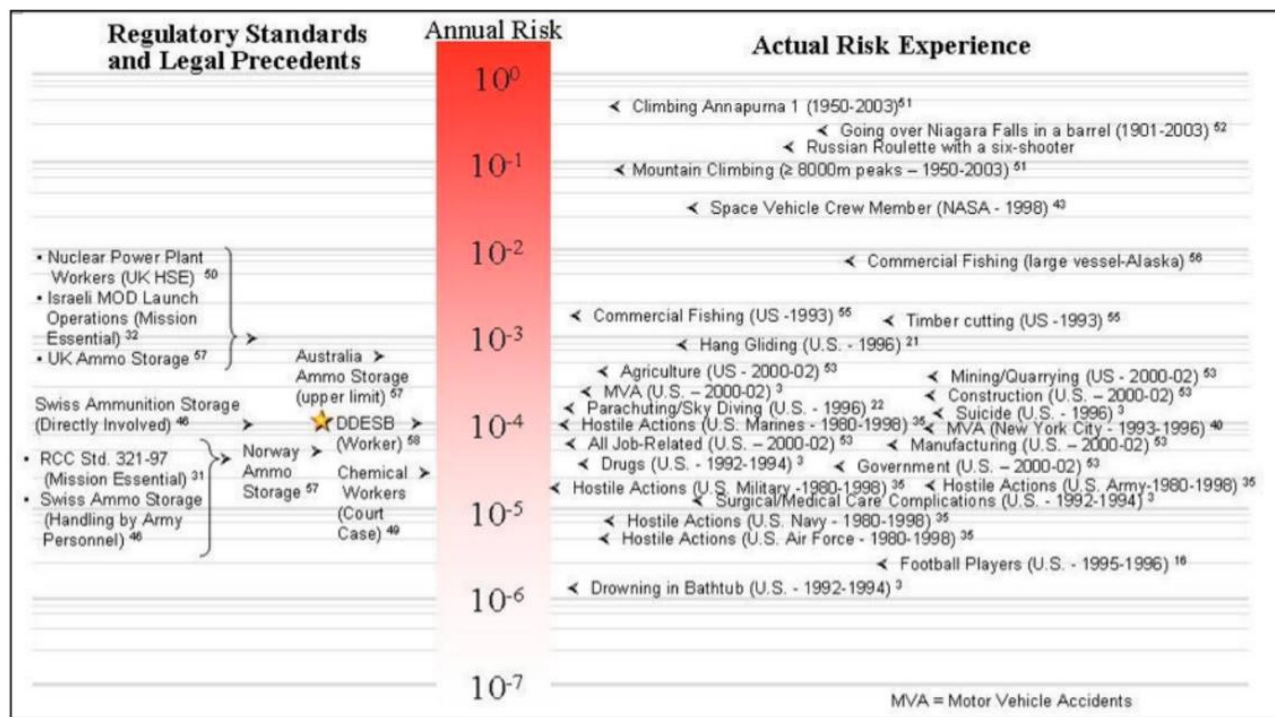 Regulatory Standards
and Legal Precedents
• Nuclear Power Plant
Workers (UK HSE) 50
• Israeli MOD Launch
Operations (Mission
Essential) 32
• UK Ammo Storage 57
Australia
Ammo Storage
(upper limit) 57
Swiss Ammunition Storage
(Directly Involved) 46
DDESB
(Worker) 58
• RCC Std. 321-97
(Mission Essential) 31
• Swiss Ammo Storage
(Handling by Army
Personnel) 46
Norway
Ammo
Storage 57
Chemical
Workers
(Court
Case) 49
Annual Risk
10^0
10^-1
10^-2
10^-3
10^-4
10^-5
10^-6
10^-7
Actual Risk Experience
Climbing Annapurna 1 (1950-2003) 51
Going over Niagara Falls in a barrel (1901-2003) 52
Russian Roulette with a six-shooter
Mountain Climbing (≥ 8000m peaks – 1950-2003) 51
Space Vehicle Crew Member (NASA - 1998) 43
Commercial Fishing (large vessel-Alaska) 56
Commercial Fishing (US -1993) 55
Timber cutting (US -1993) 55
Hang Gliding (U.S. - 1996) 21
Agriculture (US - 2000-02) 53
Mining/Quarrying (US - 2000-02) 53
MVA (U.S. – 2000-02) 3
Construction (U.S. – 2000-02) 53
Parachuting/Sky Diving (U.S. - 1996) 22
Suicide (U.S. - 1996) 3
Hostile Actions (U.S. Marines - 1980-1998) 35
MVA (New York City - 1993-1996) 40
All Job-Related (U.S. – 2000-02) 53
Manufacturing (U.S. – 2000-02) 53
Drugs (U.S. - 1992-1994) 3
Government (U.S. – 2000-02) 53
Hostile Actions (U.S. Military -1980-1998) 35
Hostile Actions (U.S. Army-1980-1998) 35
Surgical/Medical Care Complications (U.S. - 1992-1994) 3
Hostile Actions (U.S. Navy - 1980-1998) 35
Hostile Actions (U.S. Air Force - 1980-1998) 35
Football Players (U.S. - 1995-1996) 16
Drowning in Bathtub (U.S. - 1992-1994) 3
MVA = Motor Vehicle Accidents